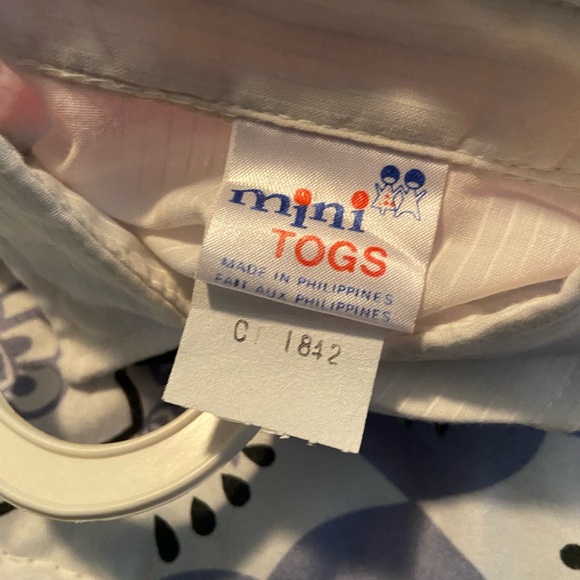 mini
TOGS
MADE IN PHILIPPINES
FAIT AUX PHILIPPINES
C 1842